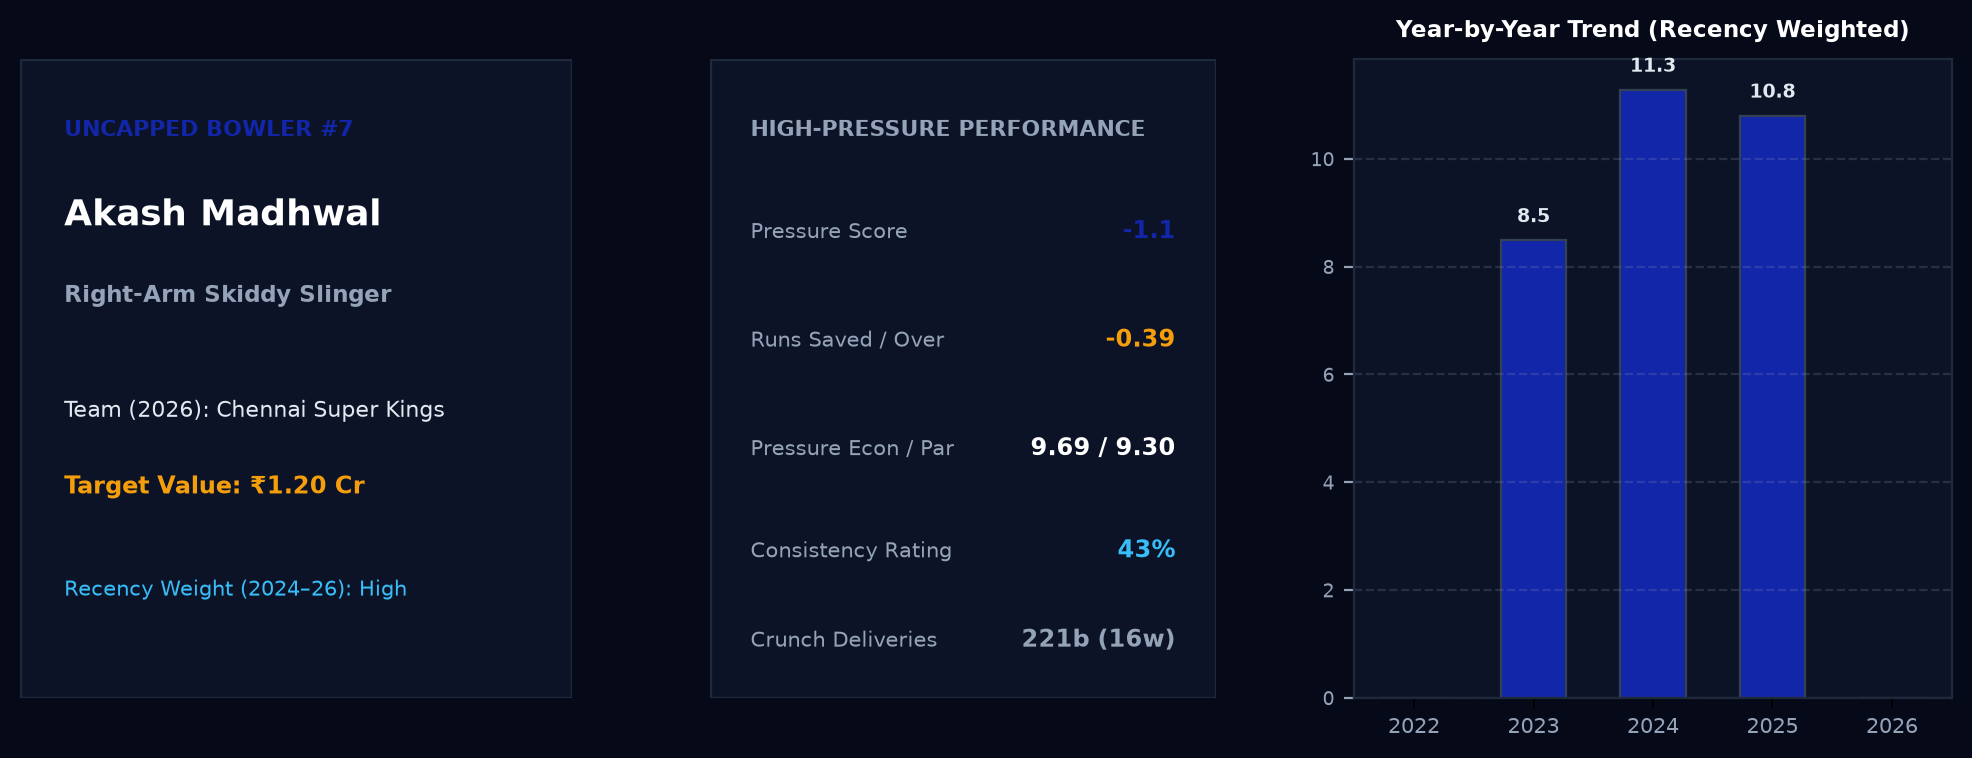 UNCAPPED BOWLER #7
Akash Madhwal
Right-Arm Skiddy Slinger
Team (2026): Chennai Super Kings
Target Value: ₹1.20 Cr
Recency Weight (2024–26): High
HIGH-PRESSURE PERFORMANCE
Pressure Score -1.1
Runs Saved / Over -0.39
Pressure Econ / Par 9.69 / 9.30
Consistency Rating 43%
Crunch Deliveries 221b (16w)
Year-by-Year Trend (Recency Weighted)
11.3
10.8
8.5
10
8
6
4
2
0
2022 2023 2024 2025 2026